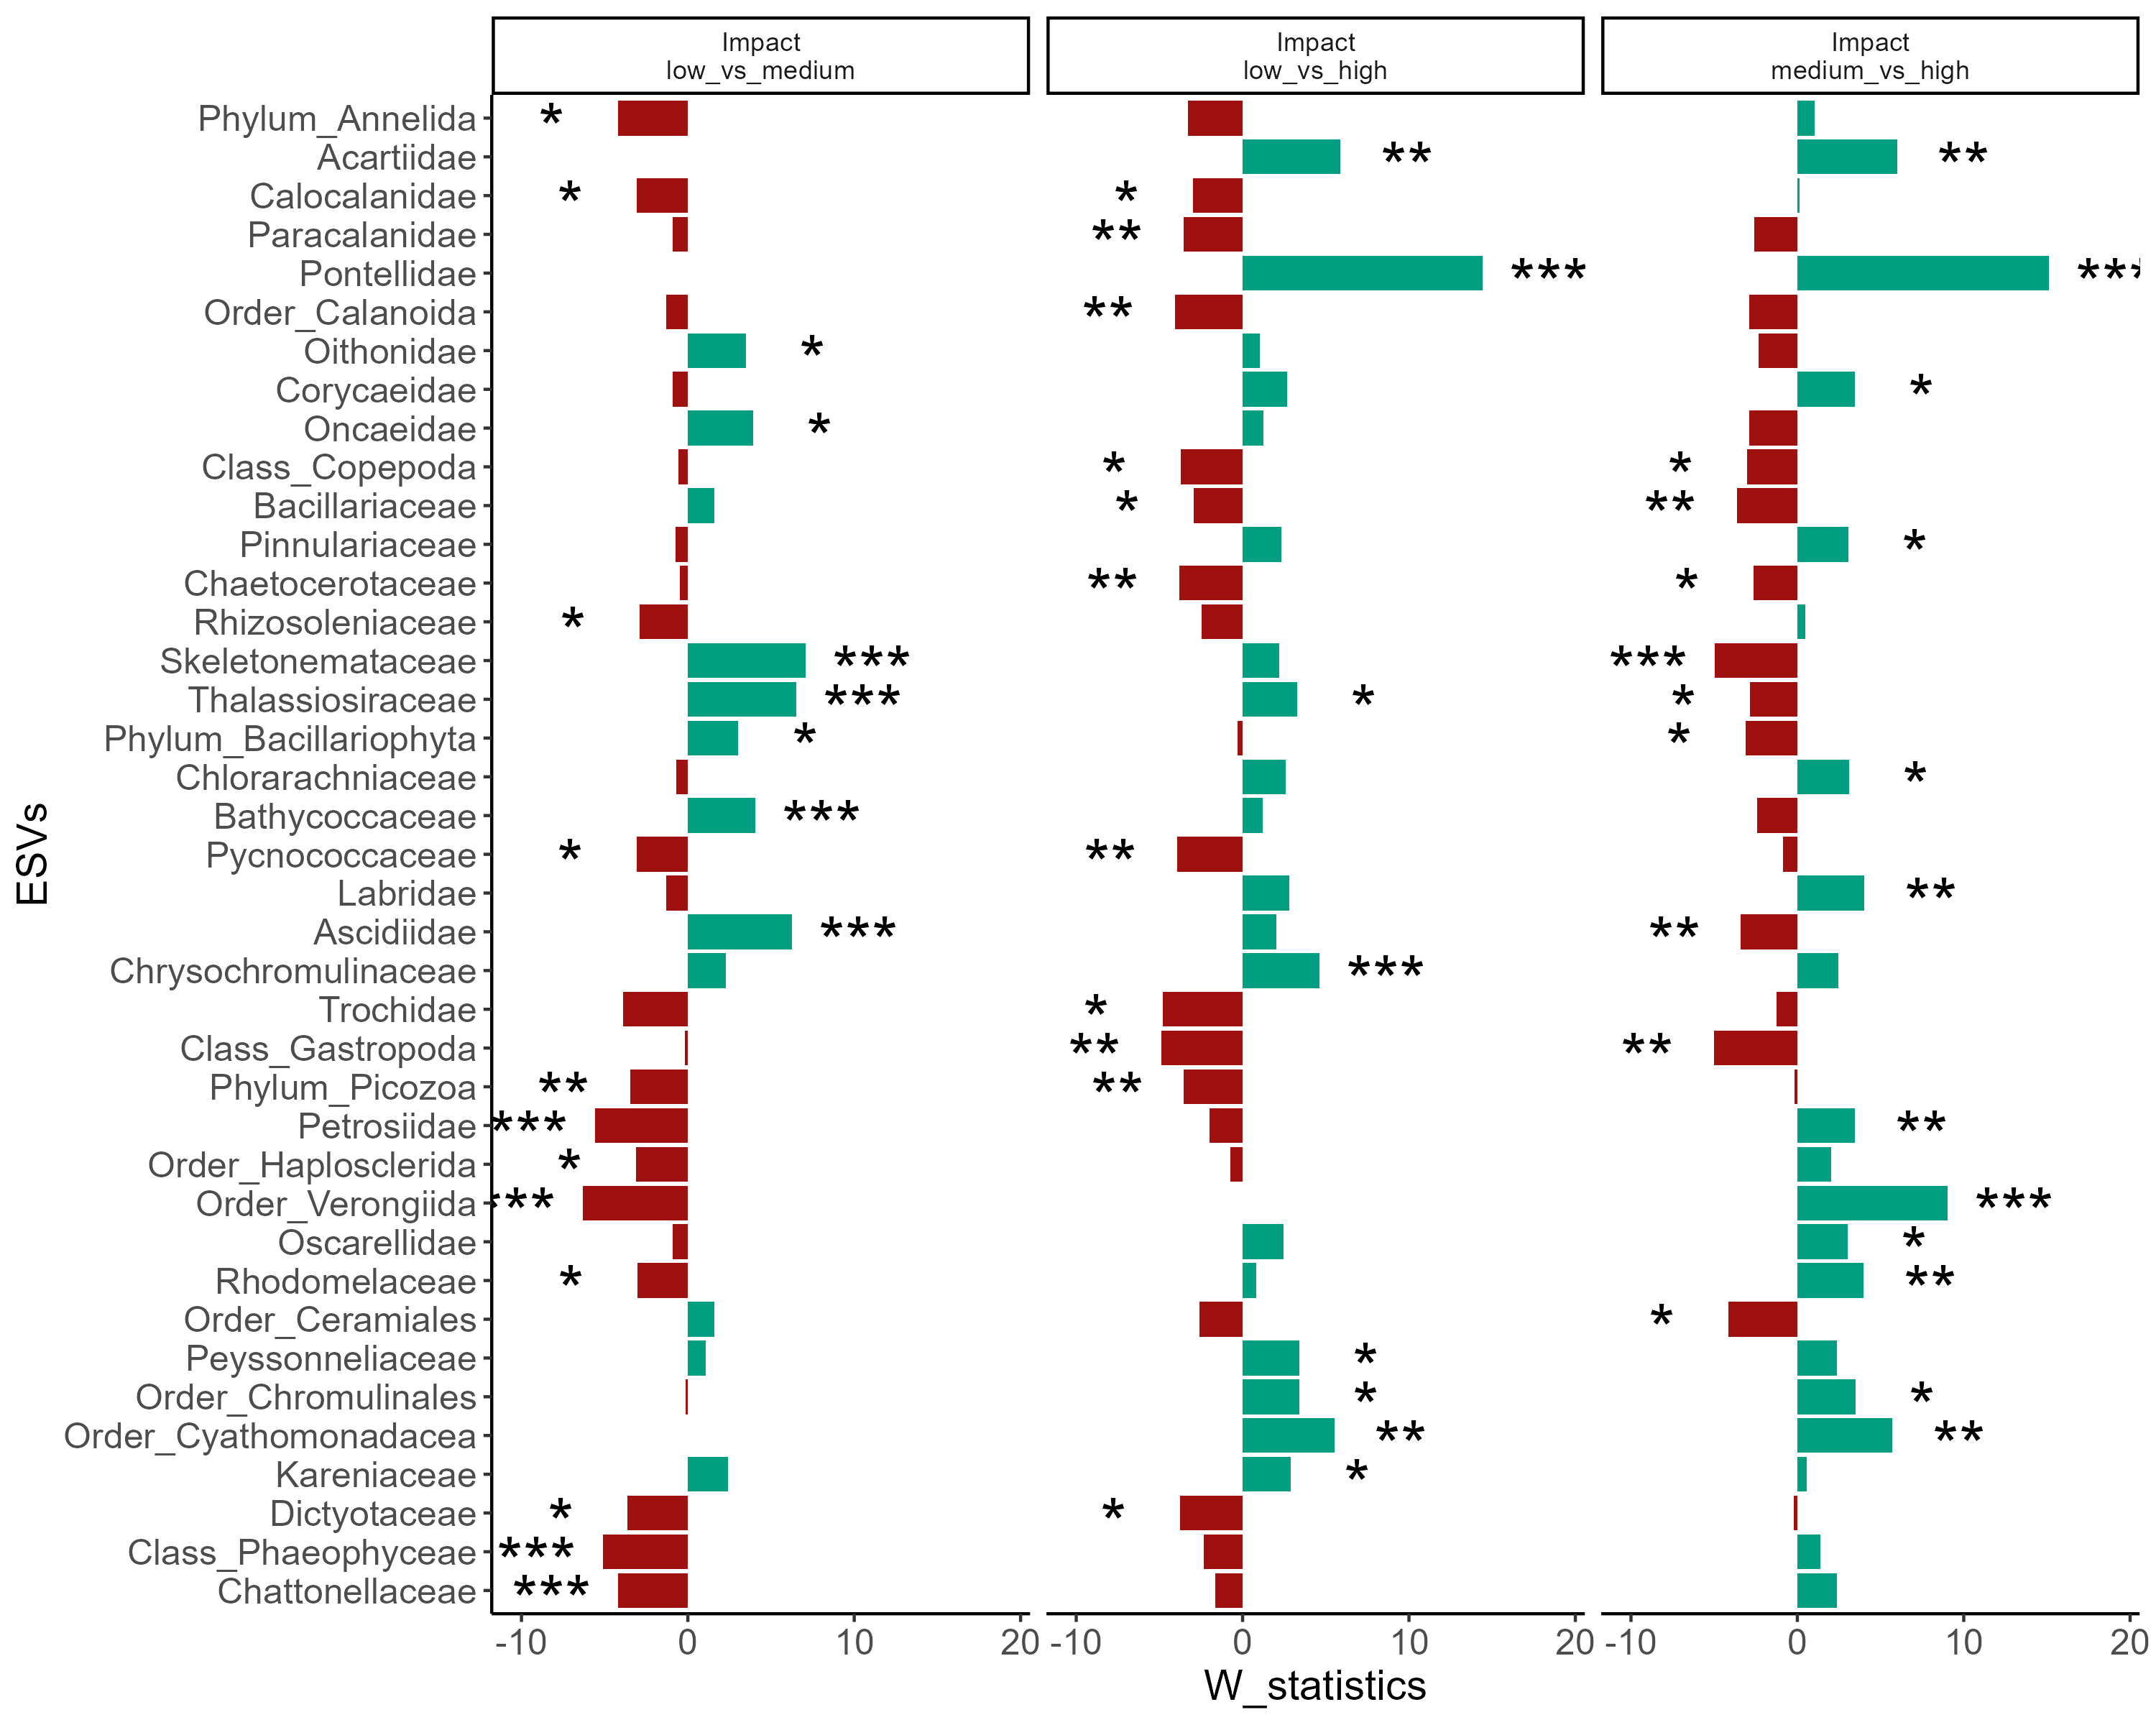 Impact
low_vs_medium
Impact
low_vs_high
Impact
medium_vs_high
Phylum_Annelida * 
Acartiidae ** **
Calocalanidae * *
Paracalanidae **
Pontellidae *** ***
Order_Calanoida **
Oithonidae *
Corycaeidae *
Oncaeidae *
Class_Copepoda * *
Bacillariaceae * **
Pinnulariaceae *
Chaetocerotaceae ** *
Rhizosoleniaceae *
Skeletonemataceae *** ***
Thalassiosiraceae *** * *
Phylum_Bacillariophyta * *
Chlorarachniaceae *
Bathycoccaceae ***
Pycnococcaceae * **
Labridae **
Ascidiidae *** **
Chrysochromulinaceae ***
Trochidae *
Class_Gastropoda ** **
Phylum_Picozoa ** **
Petrosiidae *** **
Order_Haplosclerida *
Order_Verongiida *** ***
Oscarellidae *
Rhodomelaceae * **
Order_Ceramiales *
Peyssonneliaceae *
Order_Chromulinales * *
Order_Cyathomonadacea ** **
Kareniaceae *
Dictyotaceae * *
Class_Phaeophyceae ***
Chattonellaceae ***
ESVs
-10 0 10 20 -10 0 10 20 -10 0 10 20
W_statistics